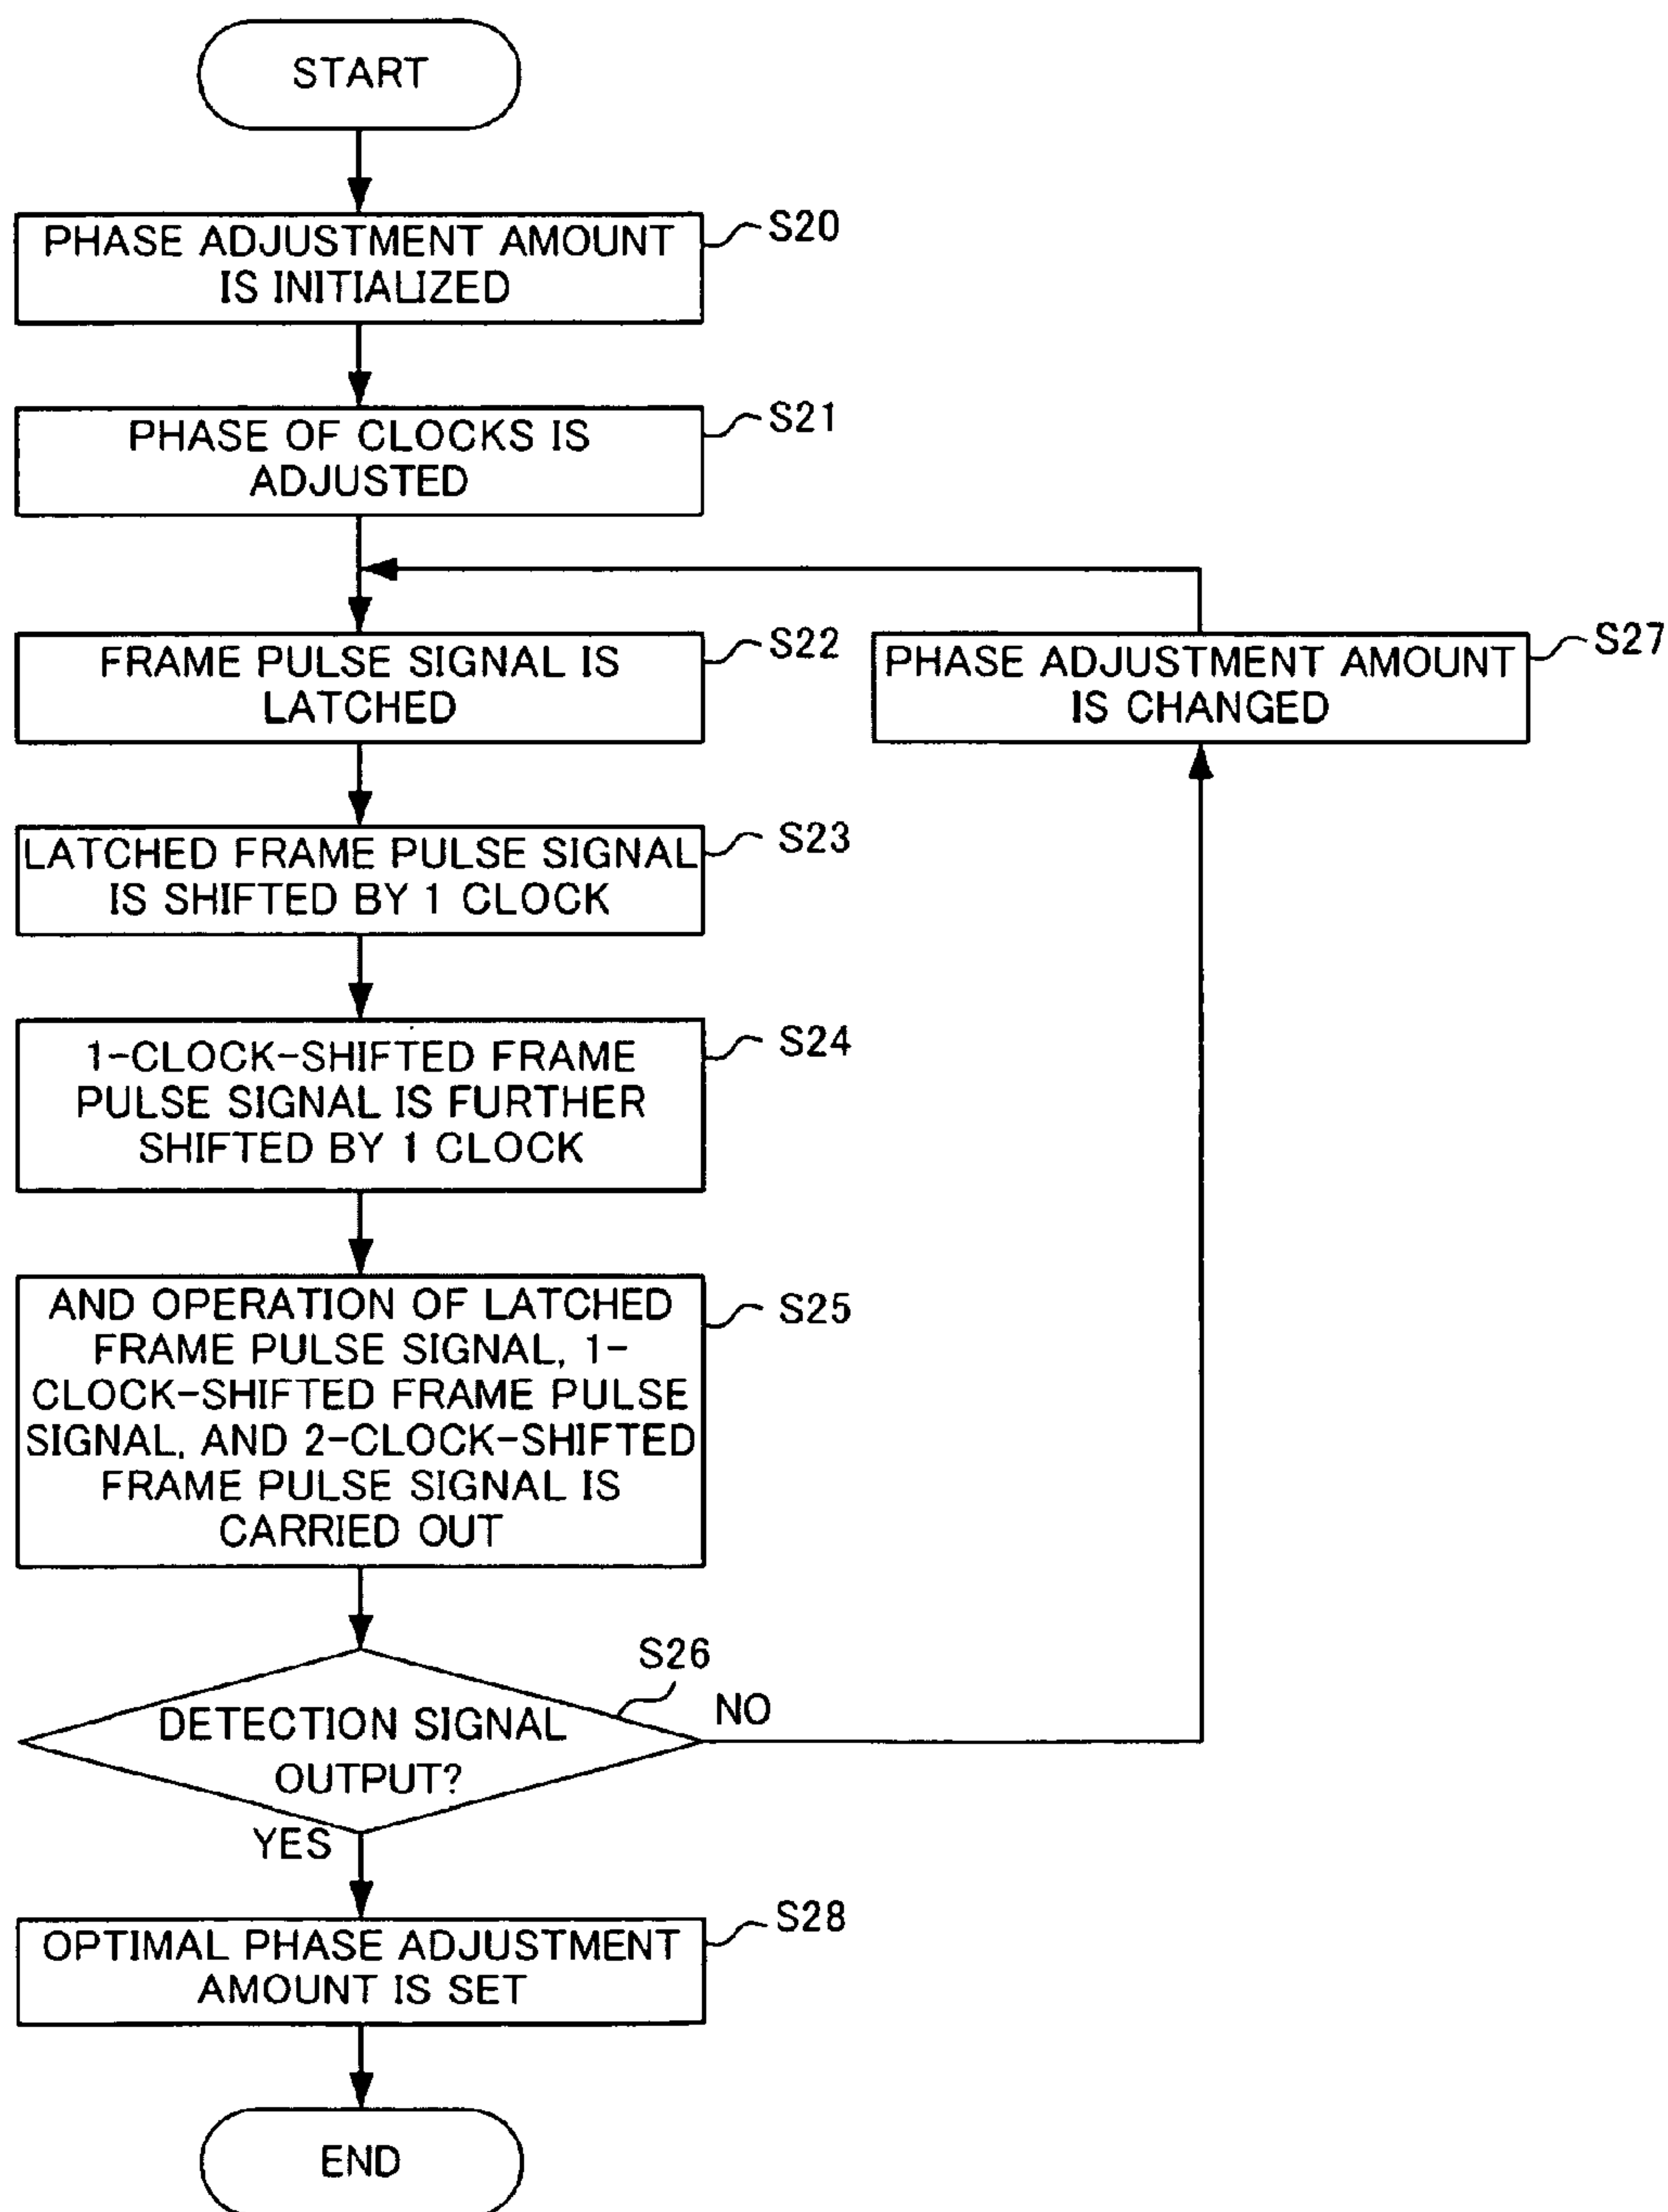 START
PHASE ADJUSTMENT AMOUNT
IS INITIALIZED
S20
PHASE OF CLOCKS IS
ADJUSTED
S21
FRAME PULSE SIGNAL IS
LATCHED
S22
PHASE ADJUSTMENT AMOUNT
IS CHANGED
S27
LATCHED FRAME PULSE SIGNAL
IS SHIFTED BY 1 CLOCK
S23
1-CLOCK-SHIFTED FRAME
PULSE SIGNAL IS FURTHER
SHIFTED BY 1 CLOCK
S24
AND OPERATION OF LATCHED
FRAME PULSE SIGNAL, 1-
CLOCK-SHIFTED FRAME PULSE
SIGNAL, AND 2-CLOCK-SHIFTED
FRAME PULSE SIGNAL IS
CARRIED OUT
S25
S26
DETECTION SIGNAL
OUTPUT?
NO
YES
OPTIMAL PHASE ADJUSTMENT
AMOUNT IS SET
S28
END